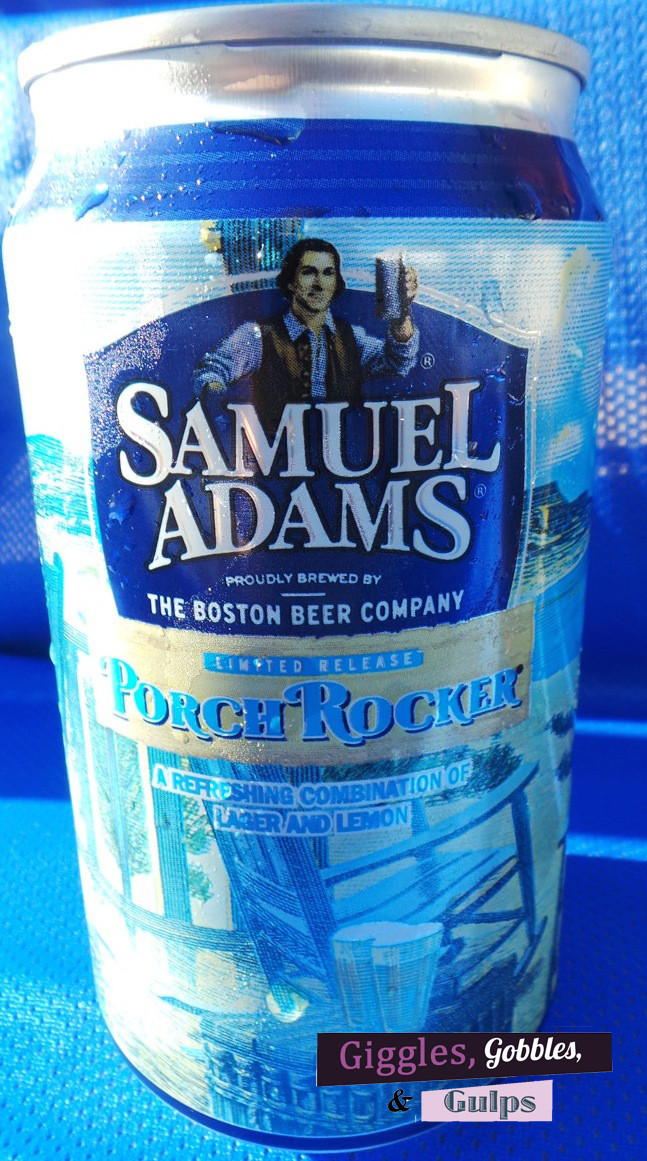 SAMUEL
ADAMS®
PROUDLY BREWED BY
THE BOSTON BEER COMPANY
LIMITED RELEASE
PORCH ROCKER
A REFRESHING COMBINATION OF
LAGER AND LEMON
Giggles, Gobbles,
& Gulps